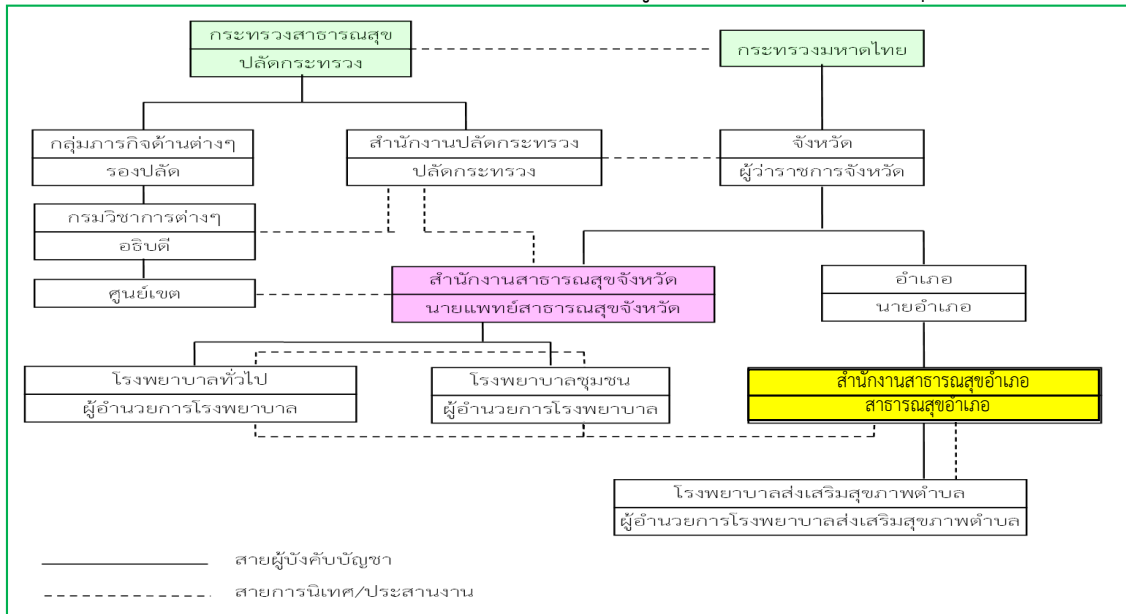 กระทรวงสาธารณสุข
ปลัดกระทรวง
กระทรวงมหาดไทย
กลุ่มภารกิจด้านต่างๆ
รองปลัด
สำนักงานปลัดกระทรวง
ปลัดกระทรวง
จังหวัด
ผู้ว่าราชการจังหวัด
กรมวิชาการต่างๆ
อธิบดี
ศูนย์เขต
สำนักงานสาธารณสุขจังหวัด
นายแพทย์สาธารณสุขจังหวัด
อำเภอ
นายอำเภอ
โรงพยาบาลทั่วไป
ผู้อำนวยการโรงพยาบาล
โรงพยาบาลชุมชน
ผู้อำนวยการโรงพยาบาล
สำนักงานสาธารณสุขอำเภอ
สาธารณสุขอำเภอ
โรงพยาบาลส่งเสริมสุขภาพตำบล
ผู้อำนวยการโรงพยาบาลส่งเสริมสุขภาพตำบล
สายผู้บังคับบัญชา
สายการนิเทศ/ประสานงาน